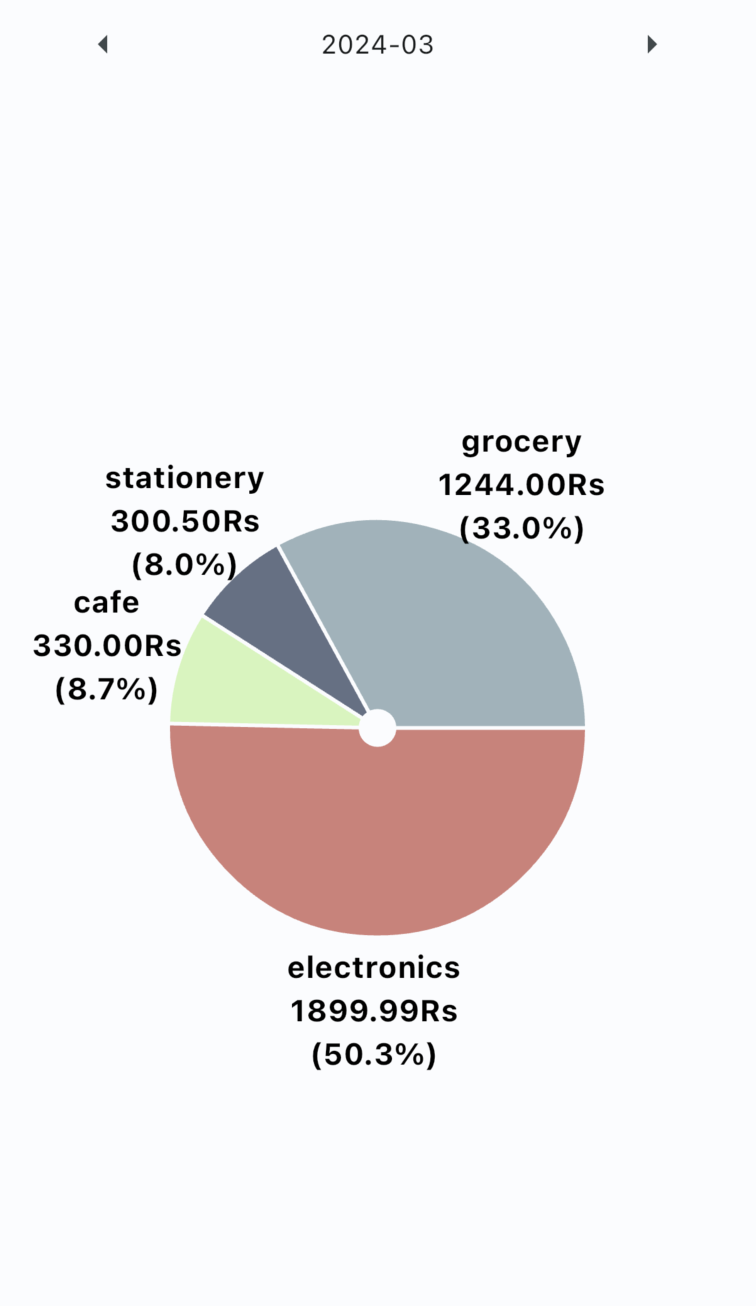 2024-03
grocery
1244.00Rs
(33.0%)
stationery
300.50Rs
(8.0%)
cafe
330.00Rs
(8.7%)
electronics
1899.99Rs
(50.3%)